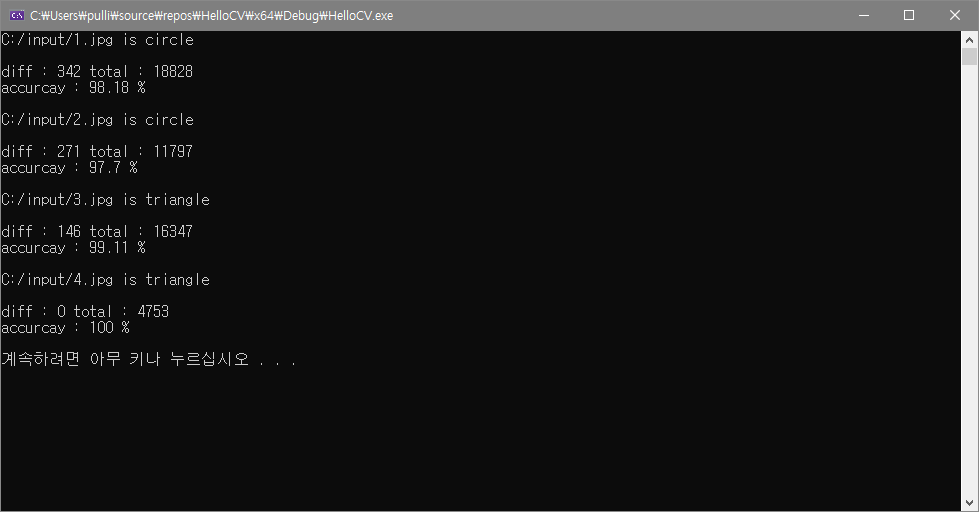 C:₩Users₩pulli₩source₩repos₩HelloCV₩x64₩Debug₩HelloCV.exe
C:/input/1.jpg is circle
diff : 342 total : 18828
accurcay : 98.18 %
C:/input/2.jpg is circle
diff : 271 total : 11797
accurcay : 97.7 %
C:/input/3.jpg is triangle
diff : 146 total : 16347
accurcay : 99.11 %
C:/input/4.jpg is triangle
diff : 0 total : 4753
accurcay : 100 %
계속하려면 아무 키나 누르십시오 . . .